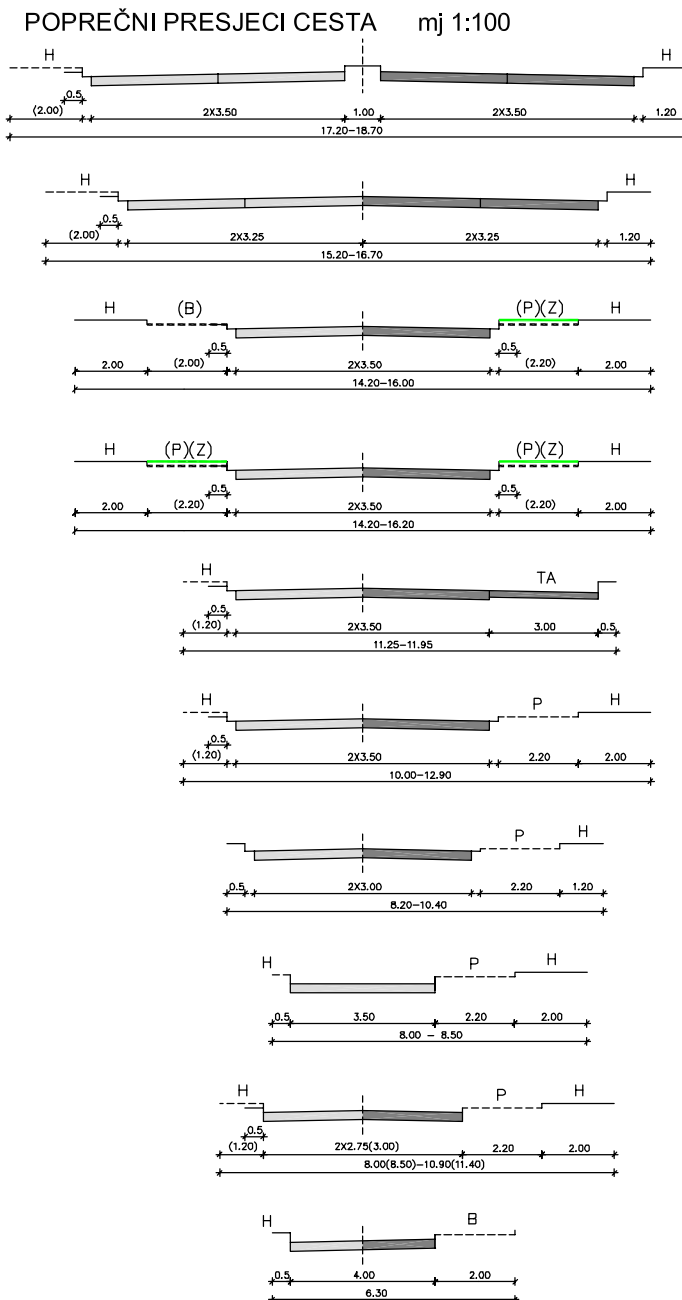 POPREČNI PRESJECI CESTA mj 1:100
H H
0.5
(2.00) 2X3.50 1.00 2X3.50 1.20
17.20-18.70
H H
0.5
(2.00) 2X3.25 2X3.25 1.20
15.20-16.70
H (B) (P)(Z) H
0.5 0.5
2.00 (2.00) 2X3.50 (2.20) 2.00
14.20-16.00
H (P)(Z) (P)(Z) H
0.5 0.5
2.00 (2.20) 2X3.50 (2.20) 2.00
14.20-16.20
H TA
0.5
(1.20) 2X3.50 3.00 0.5
11.25-11.95
H P H
0.5
(1.20) 2X3.50 2.20 2.00
10.00-12.90
P H
0.5 2X3.00 2.20 1.20
8.20-10.40
H P H
0.5 3.50 2.20 2.00
8.00 - 8.50
H P H
0.5
(1.20) 2X2.75(3.00) 2.20 2.00
8.00(8.50)-10.90(11.40)
H B
0.5 4.00 2.00
6.30